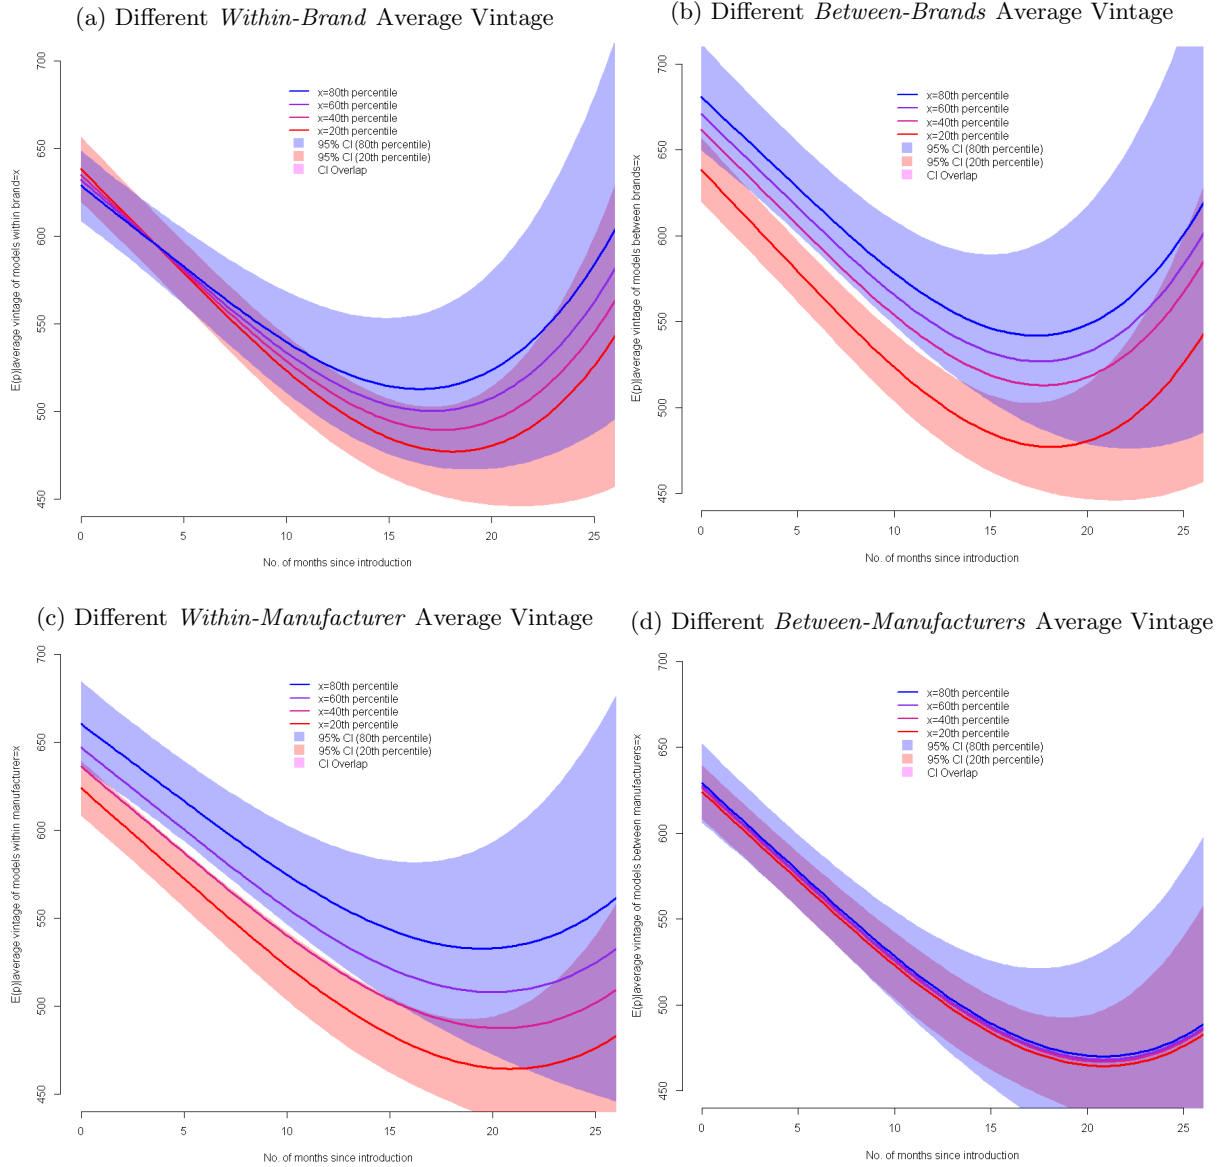 (a) Different Within-Brand Average Vintage
700
650
600
550
500
450
E(p)|average vintage of models within brand=x
x=80th percentile
x=60th percentile
x=40th percentile
x=20th percentile
95% CI (80th percentile)
95% CI (20th percentile)
CI Overlap
0 5 10 15 20 25
No. of months since introduction
(b) Different Between-Brands Average Vintage
700
650
600
550
500
450
E(p)|average vintage of models between brands=x
x=80th percentile
x=60th percentile
x=40th percentile
x=20th percentile
95% CI (80th percentile)
95% CI (20th percentile)
CI Overlap
0 5 10 15 20 25
No. of months since introduction
(c) Different Within-Manufacturer Average Vintage
700
650
600
550
500
450
E(p)|average vintage of models within manufacturer=x
x=80th percentile
x=60th percentile
x=40th percentile
x=20th percentile
95% CI (80th percentile)
95% CI (20th percentile)
CI Overlap
0 5 10 15 20 25
No. of months since introduction
(d) Different Between-Manufacturers Average Vintage
700
650
600
550
500
450
E(p)|average vintage of models between manufacturers=x
x=80th percentile
x=60th percentile
x=40th percentile
x=20th percentile
95% CI (80th percentile)
95% CI (20th percentile)
CI Overlap
0 5 10 15 20 25
No. of months since introduction